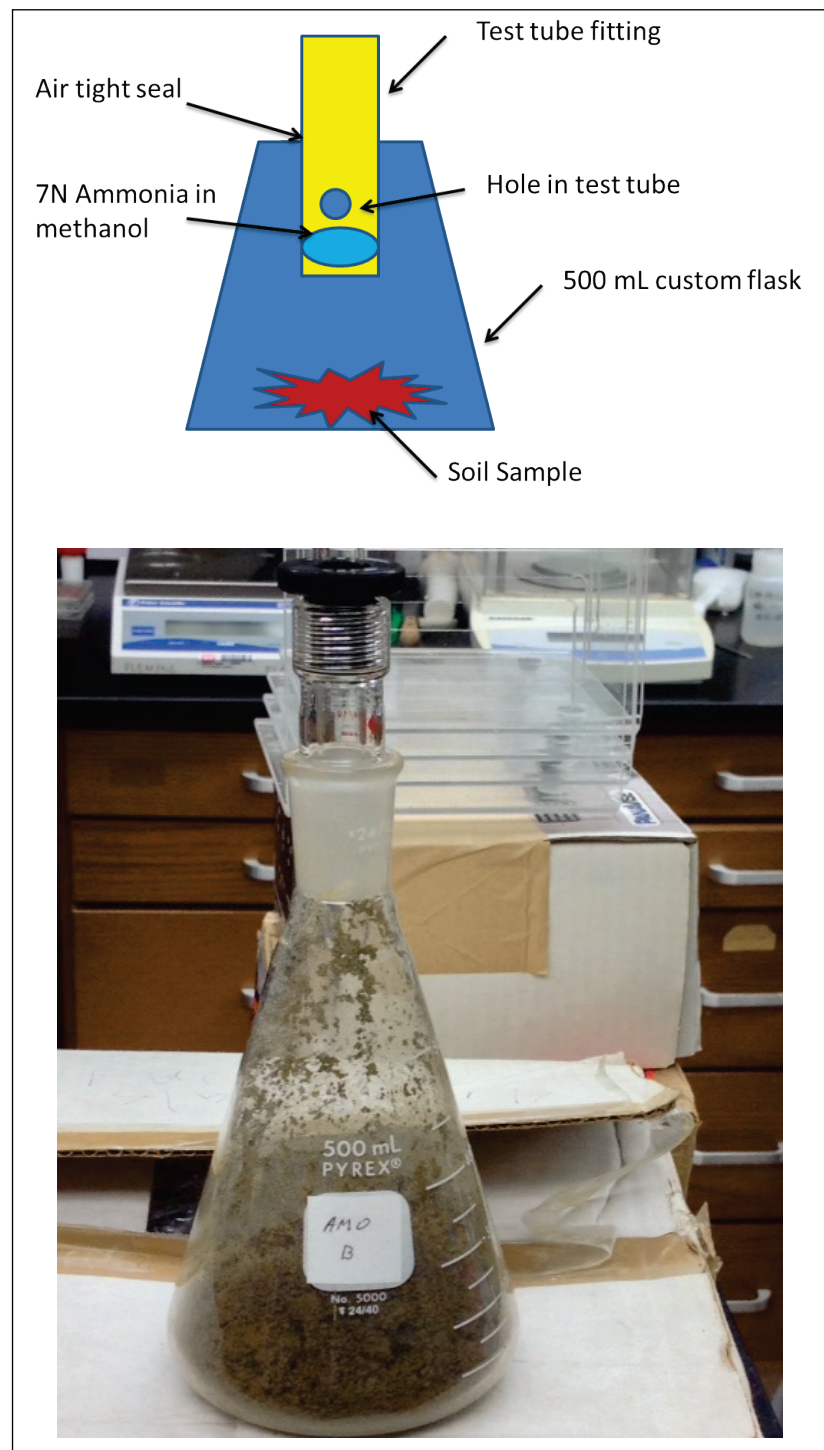 Test tube fitting
Air tight seal
7N Ammonia in
methanol
Hole in test tube
500 mL custom flask
Soil Sample
500 mL
PYREX®
AMO
B
No. 5000
24/40